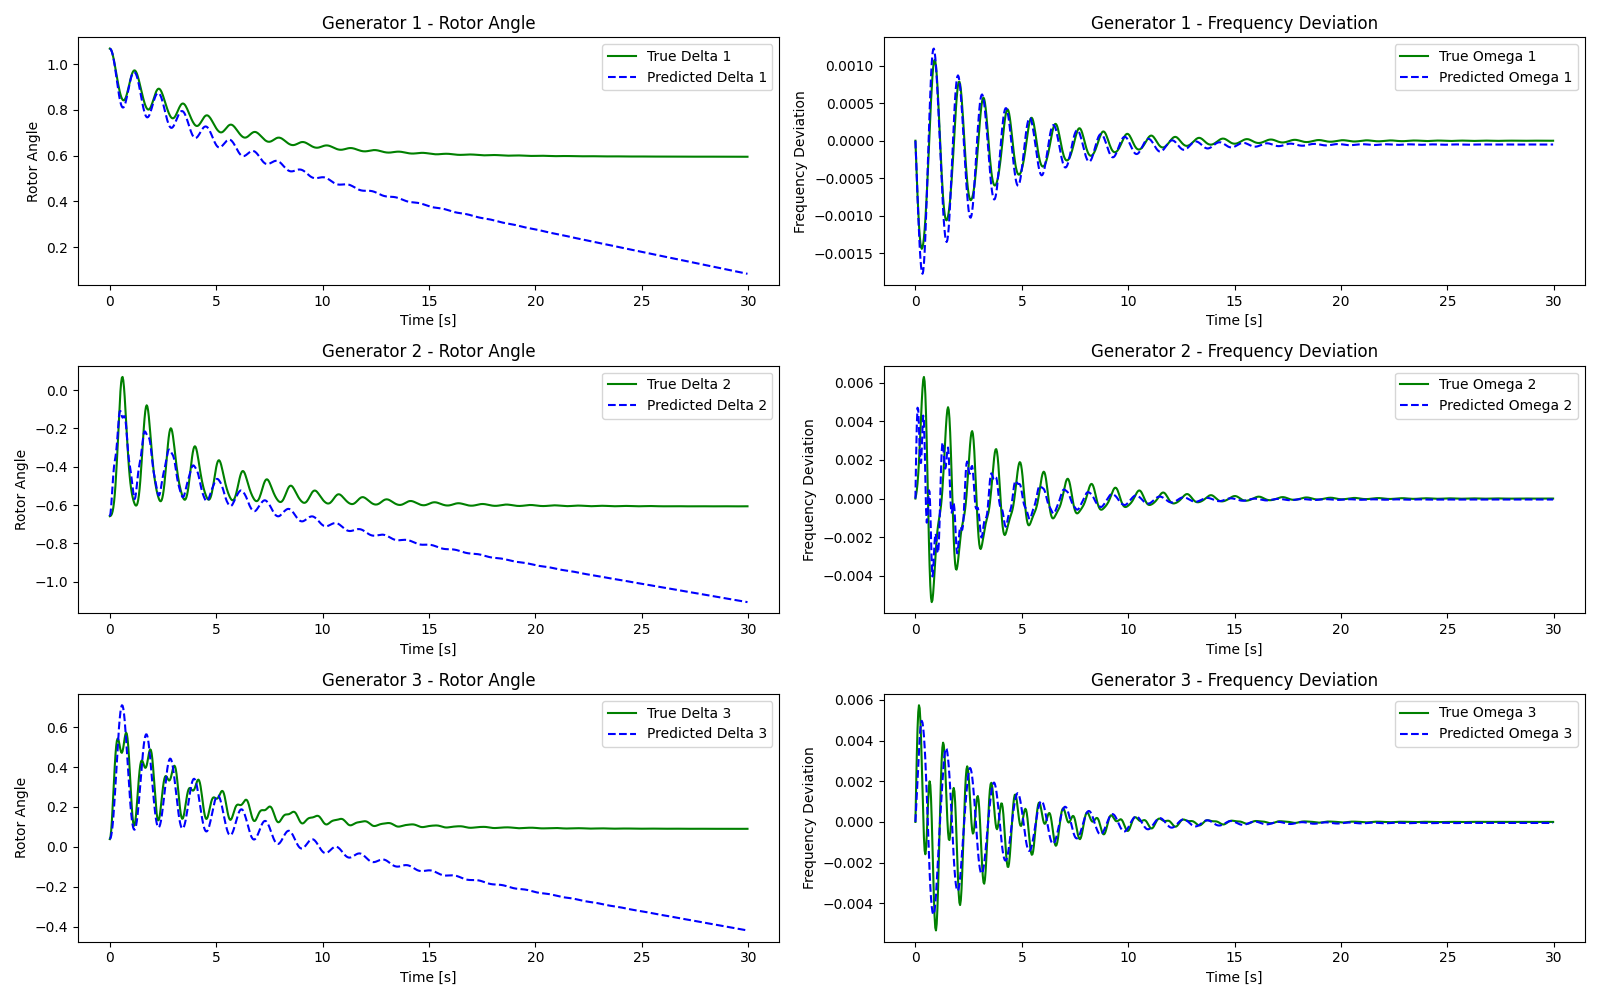 Generator 1 - Rotor Angle
True Delta 1
Predicted Delta 1
Rotor Angle
1.0
0.8
0.6
0.4
0.2
0 5 10 15 20 25 30
Time [s]
Generator 1 - Frequency Deviation
True Omega 1
Predicted Omega 1
Frequency Deviation
0.0010
0.0005
0.0000
−0.0005
−0.0010
−0.0015
0 5 10 15 20 25 30
Time [s]
Generator 2 - Rotor Angle
True Delta 2
Predicted Delta 2
Rotor Angle
0.0
−0.2
−0.4
−0.6
−0.8
−1.0
0 5 10 15 20 25 30
Time [s]
Generator 2 - Frequency Deviation
True Omega 2
Predicted Omega 2
Frequency Deviation
0.006
0.004
0.002
0.000
−0.002
−0.004
0 5 10 15 20 25 30
Time [s]
Generator 3 - Rotor Angle
True Delta 3
Predicted Delta 3
Rotor Angle
0.6
0.4
0.2
0.0
−0.2
−0.4
0 5 10 15 20 25 30
Time [s]
Generator 3 - Frequency Deviation
True Omega 3
Predicted Omega 3
Frequency Deviation
0.006
0.004
0.002
0.000
−0.002
−0.004
0 5 10 15 20 25 30
Time [s]